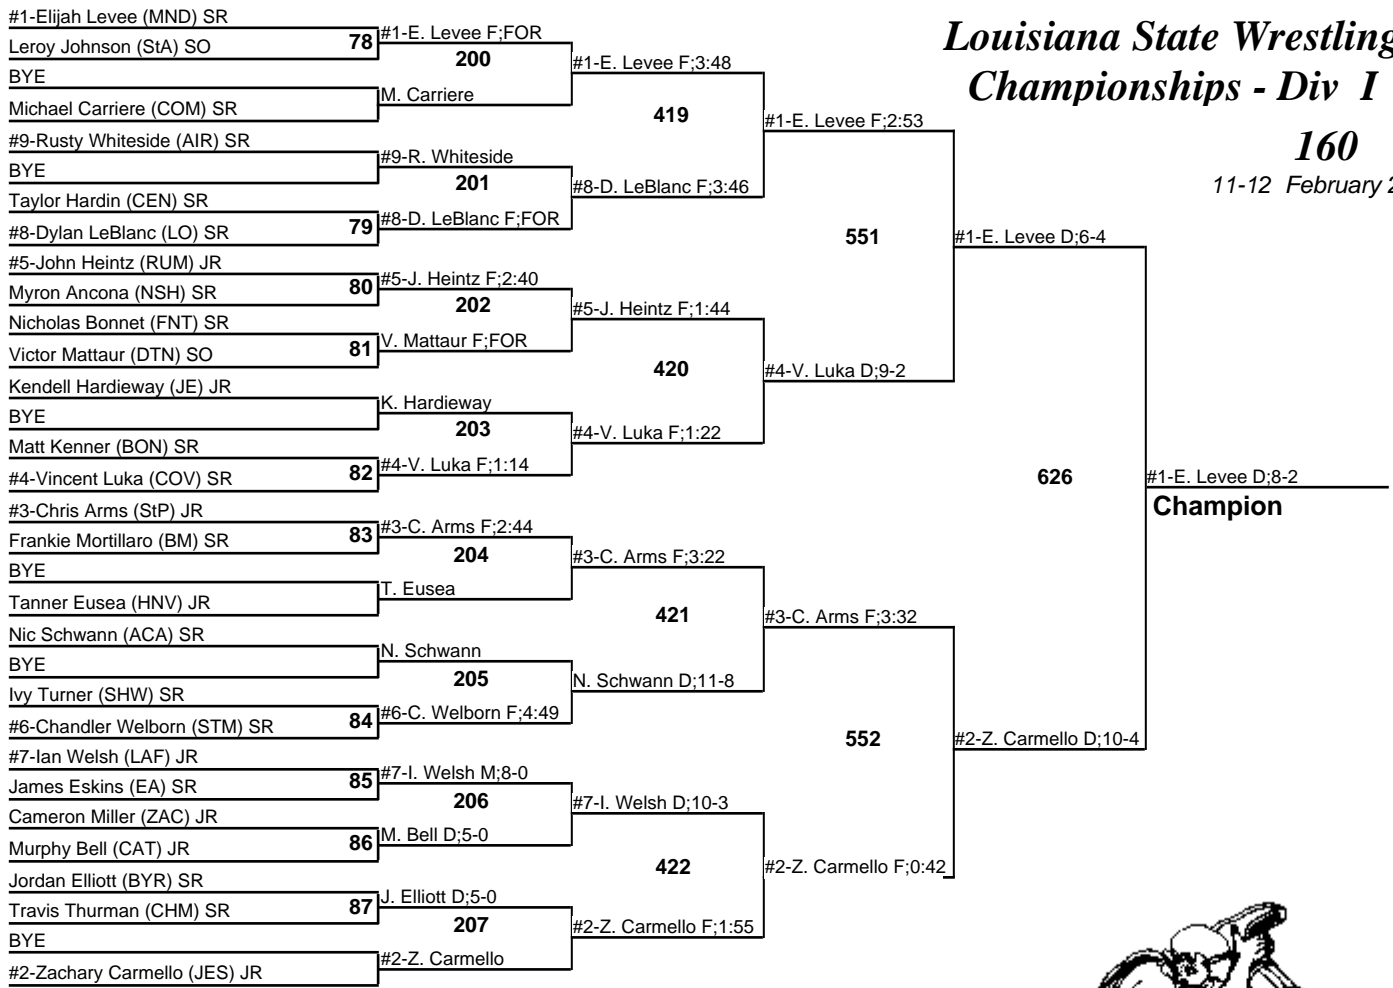 Louisiana State Wrestling
Championships - Div I
160
11-12 February 2
#1-Elijah Levee (MND) SR
Leroy Johnson (StA) SO
BYE
Michael Carriere (COM) SR
#9-Rusty Whiteside (AIR) SR
BYE
Taylor Hardin (CEN) SR
#8-Dylan LeBlanc (LO) SR
#5-John Heintz (RUM) JR
Myron Ancona (NSH) SR
Nicholas Bonnet (FNT) SR
Victor Mattaur (DTN) SO
Kendell Hardieway (JE) JR
BYE
Matt Kenner (BON) SR
#4-Vincent Luka (COV) SR
#3-Chris Arms (StP) JR
Frankie Mortillaro (BM) SR
BYE
Tanner Eusea (HNV) JR
Nic Schwann (ACA) SR
BYE
Ivy Turner (SHW) SR
#6-Chandler Welborn (STM) SR
#7-Ian Welsh (LAF) JR
James Eskins (EA) SR
Cameron Miller (ZAC) JR
Murphy Bell (CAT) JR
Jordan Elliott (BYR) SR
Travis Thurman (CHM) SR
BYE
#2-Zachary Carmello (JES) JR
78
79
80
81
82
83
84
85
86
87
#1-E. Levee F;FOR
200
M. Carriere
#9-R. Whiteside
201
#8-D. LeBlanc F;FOR
#5-J. Heintz F;2:40
202
V. Mattaur F;FOR
K. Hardieway
203
#4-V. Luka F;1:14
#3-C. Arms F;2:44
204
T. Eusea
N. Schwann
205
#6-C. Welborn F;4:49
#7-I. Welsh M;8-0
206
M. Bell D;5-0
J. Elliott D;5-0
207
#2-Z. Carmello
#1-E. Levee F;3:48
419
#8-D. LeBlanc F;3:46
#5-J. Heintz F;1:44
420
#4-V. Luka F;1:22
#3-C. Arms F;3:22
421
N. Schwann D;11-8
#7-I. Welsh D;10-3
422
#2-Z. Carmello F;1:55
#1-E. Levee F;2:53
551
#4-V. Luka D;9-2
#3-C. Arms F;3:32
552
#2-Z. Carmello F;0:42
#1-E. Levee D;6-4
626
#2-Z. Carmello D;10-4
#1-E. Levee D;8-2
Champion